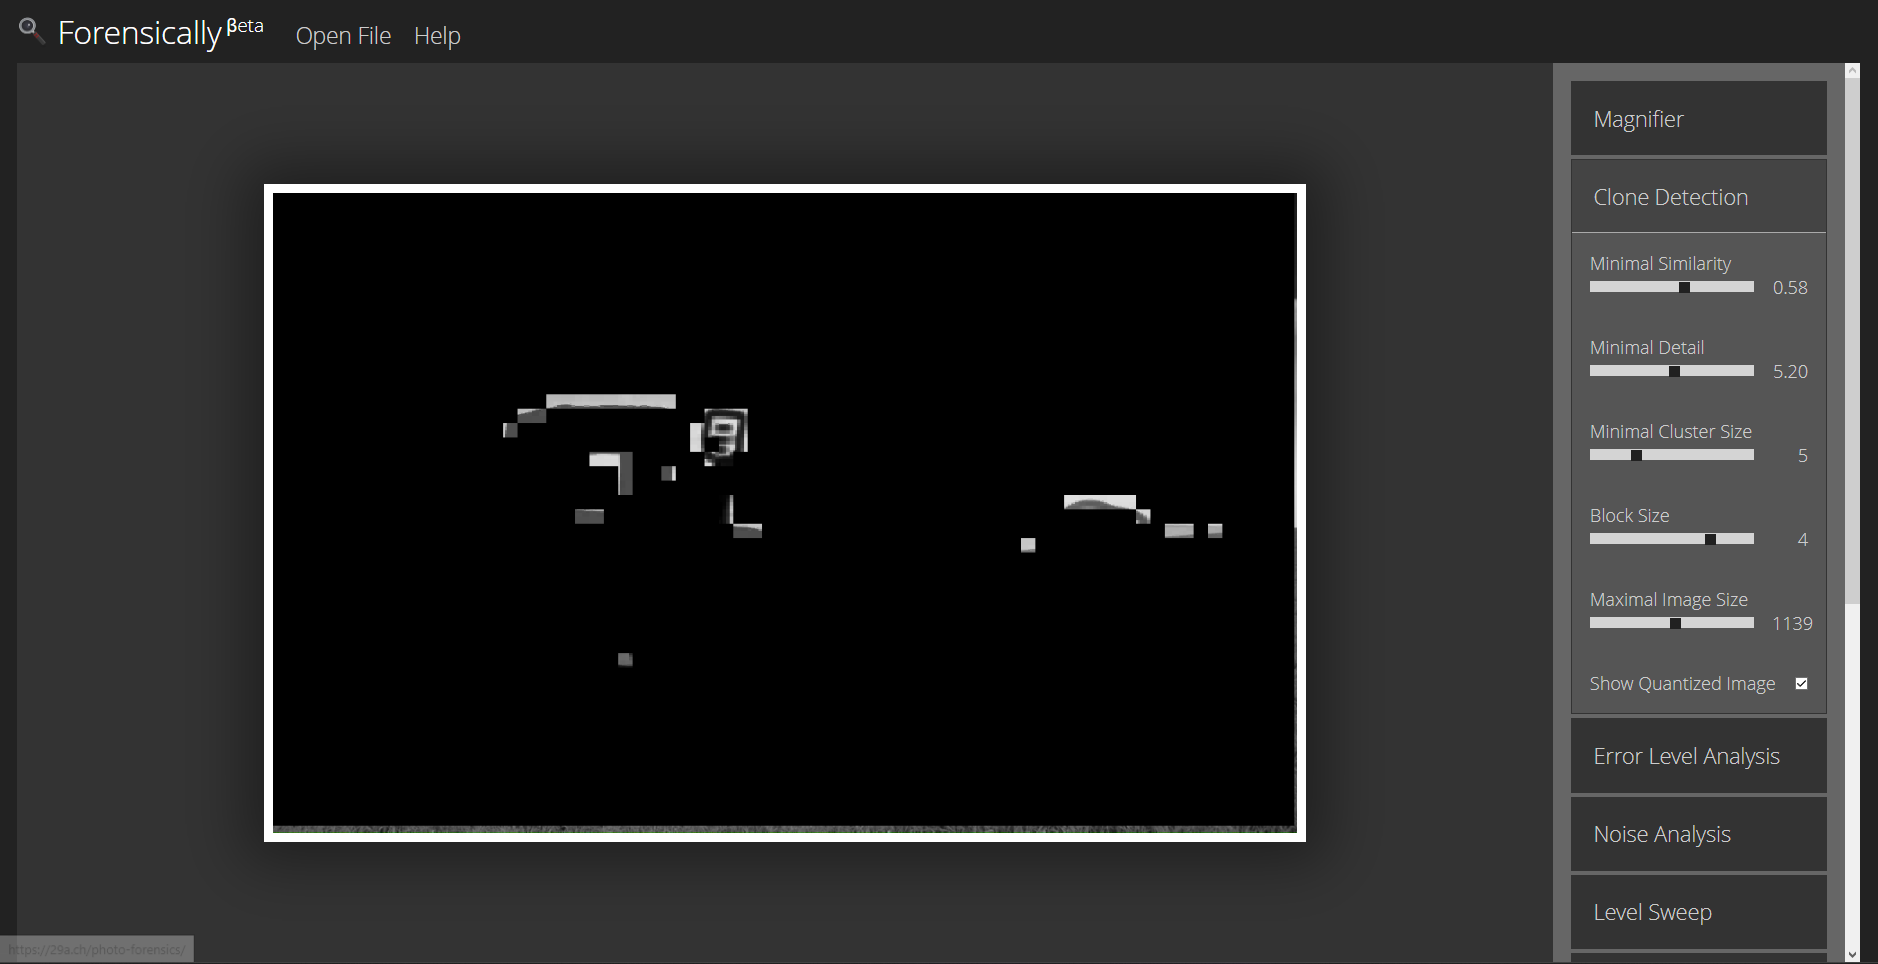 Forensically βeta
Open File
Help
Magnifier
Clone Detection
Minimal Similarity
0.58
Minimal Detail
5.20
Minimal Cluster Size
5
Block Size
4
Maximal Image Size
1139
Show Quantized Image
Error Level Analysis
Noise Analysis
Level Sweep
9
https://29a.ch/photo-forensics/